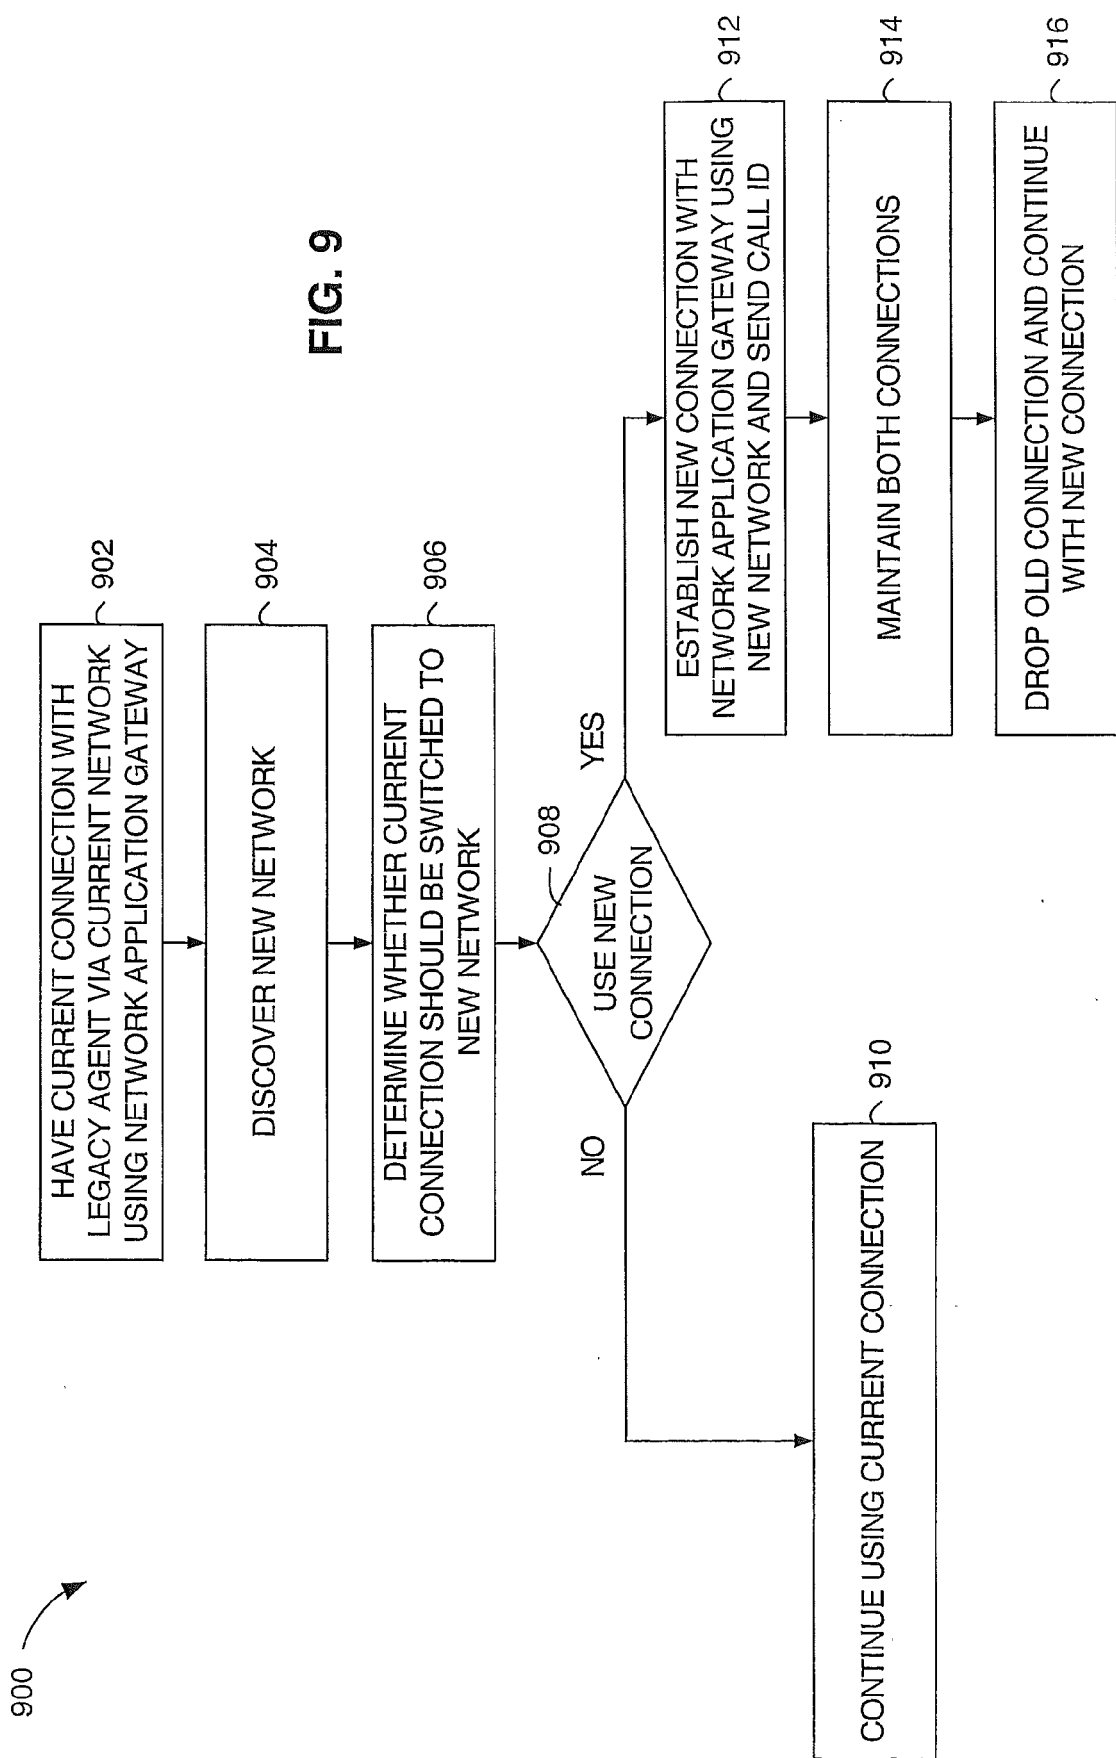 900
HAVE CURRENT CONNECTION WITH
LEGACY AGENT VIA CURRENT NETWORK
USING NETWORK APPLICATION GATEWAY
902
DISCOVER NEW NETWORK
904
DETERMINE WHETHER CURRENT
CONNECTION SHOULD BE SWITCHED TO
NEW NETWORK
906
FIG. 9
908
USE NEW
CONNECTION
NO
YES
CONTINUE USING CURRENT CONNECTION
910
ESTABLISH NEW CONNECTION WITH
NETWORK APPLICATION GATEWAY USING
NEW NETWORK AND SEND CALL ID
912
MAINTAIN BOTH CONNECTIONS
914
DROP OLD CONNECTION AND CONTINUE
WITH NEW CONNECTION
916